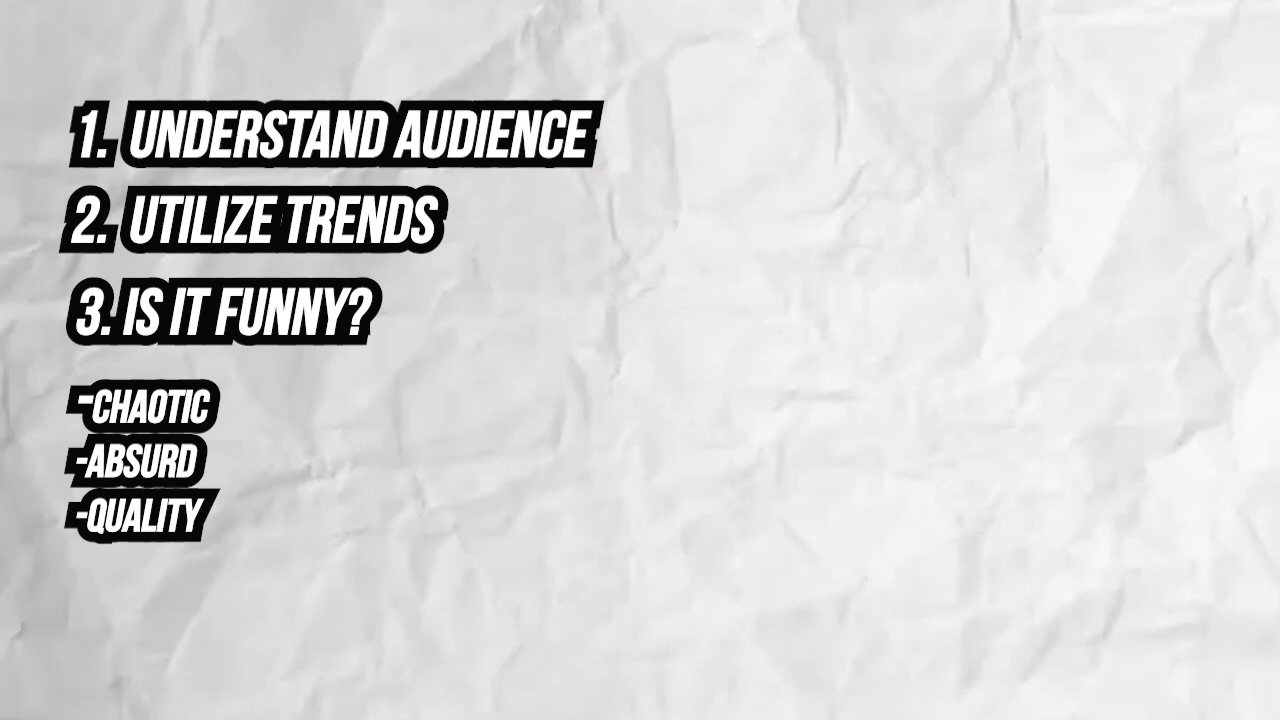 1. UNDERSTAND AUDIENCE
2. UTILIZE TRENDS
3. IS IT FUNNY?
-CHAOTIC
-ABSURD
-QUALITY